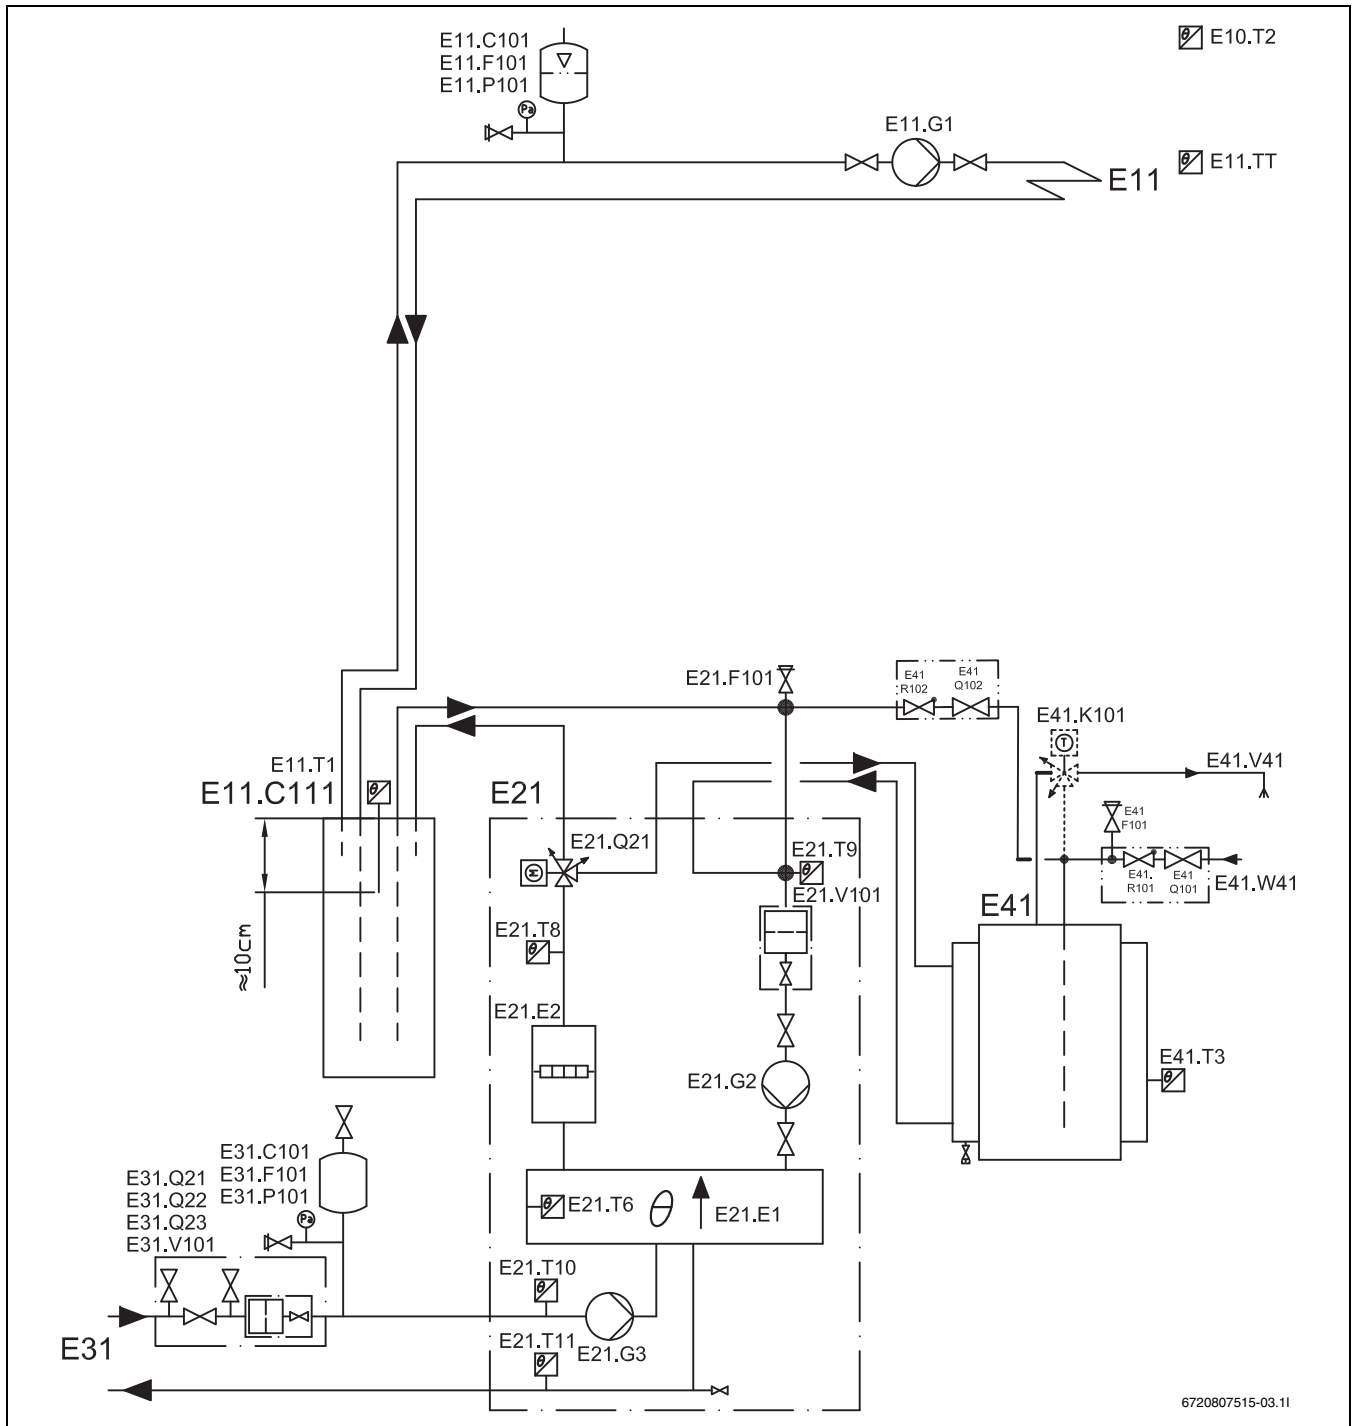 E11.C101
E11.F101
E11.P101
Pa
E11.G1
θ E10.T2
θ E11.TT
E11
E21.F101
E41
R102
E41
Q102
E41.K101
T
E11.T1
E11.C111
θ
E21
E41.V41
E41
F101
E21.Q21
M
E21.T9
θ
E21.V101
E41.
R101
E41
Q101
E41.W41
E41
E21.T8
θ
≈10cm
E21.E2
E21.G2
E41.T3
θ
E31.C101
E31.F101
E31.P101
E31.Q21
E31.Q22
E31.Q23
E31.V101
Pa
θ E21.T6
θ
E21.E1
E21.T10
θ
E21.T11
θ
E21.G3
E31
6720807515-03.1I